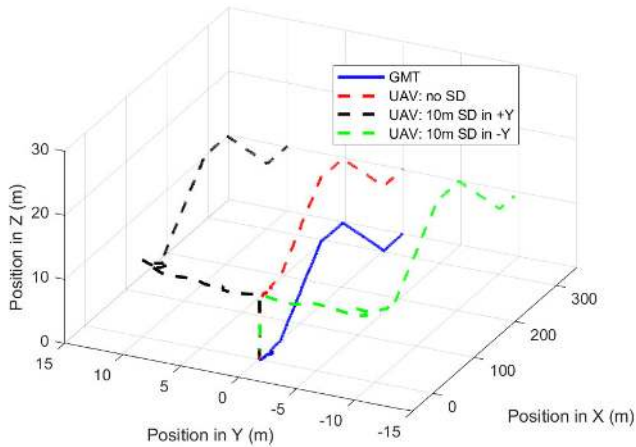 GMT
UAV: no SD
UAV: 10m SD in +Y
UAV: 10m SD in -Y
30
20
10
0
Position in Z (m)
15
10
5
0
-5
-10
-15
Position in Y (m)
0
100
200
300
Position in X (m)